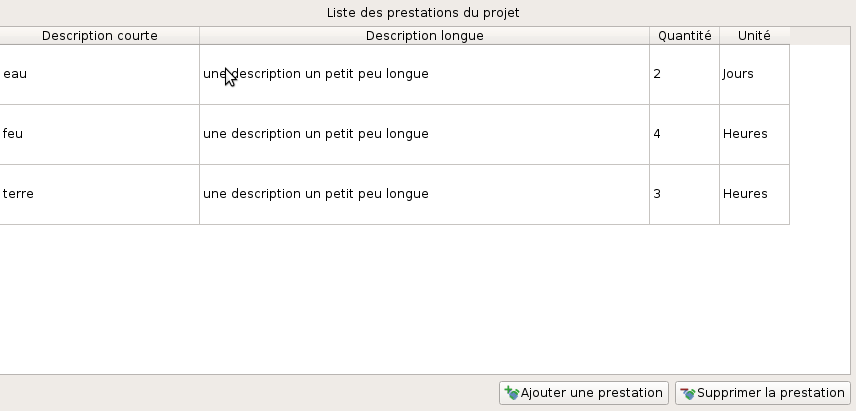 Liste des prestations du projet
Description courte Description longue Quantité Unité
eau une description un petit peu longue 2 Jours
feu une description un petit peu longue 4 Heures
terre une description un petit peu longue 3 Heures
Ajouter une prestation Supprimer la prestation